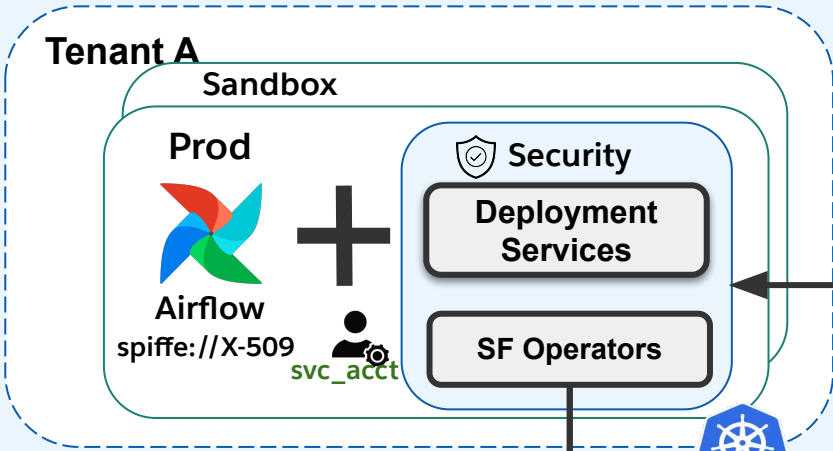 Tenant A
Sandbox
Prod
Security
Deployment
Services
Airflow
spiffe://X-509
svc_acct
SF Operators